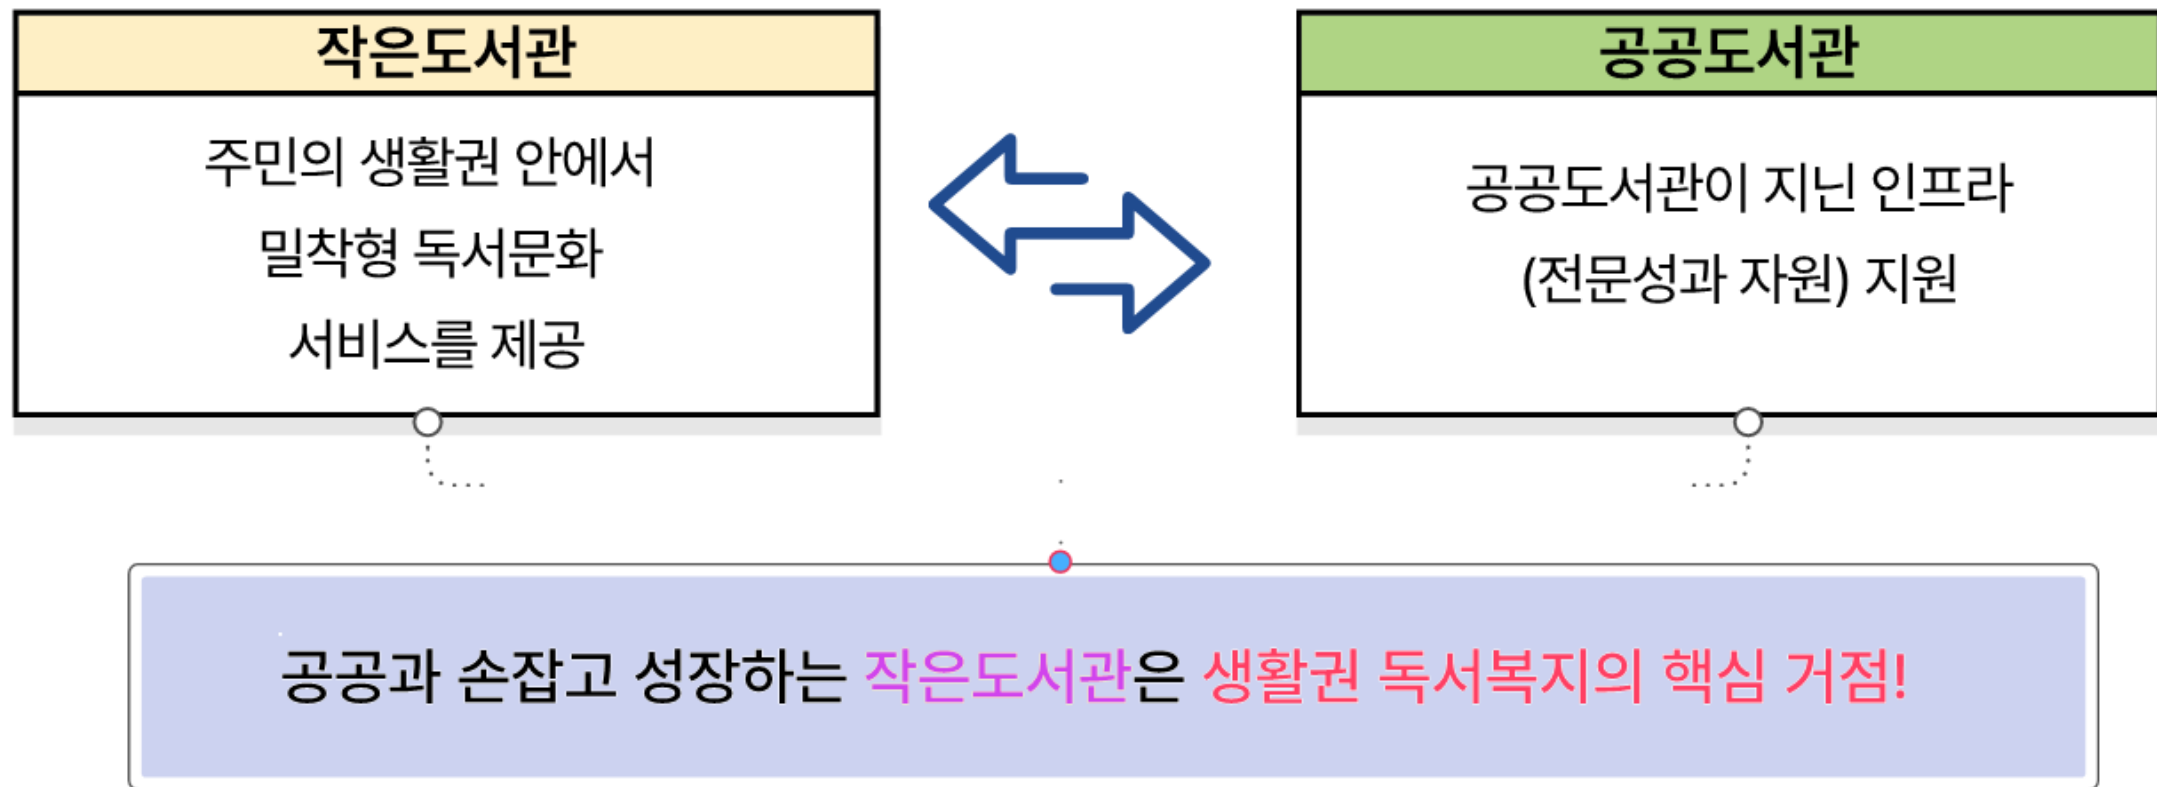 작은도서관
주민의 생활권 안에서
밀착형 독서문화
서비스를 제공
공공도서관
공공도서관이 지닌 인프라
(전문성과 자원) 지원
공공과 손잡고 성장하는 작은도서관은 생활권 독서복지의 핵심 거점!